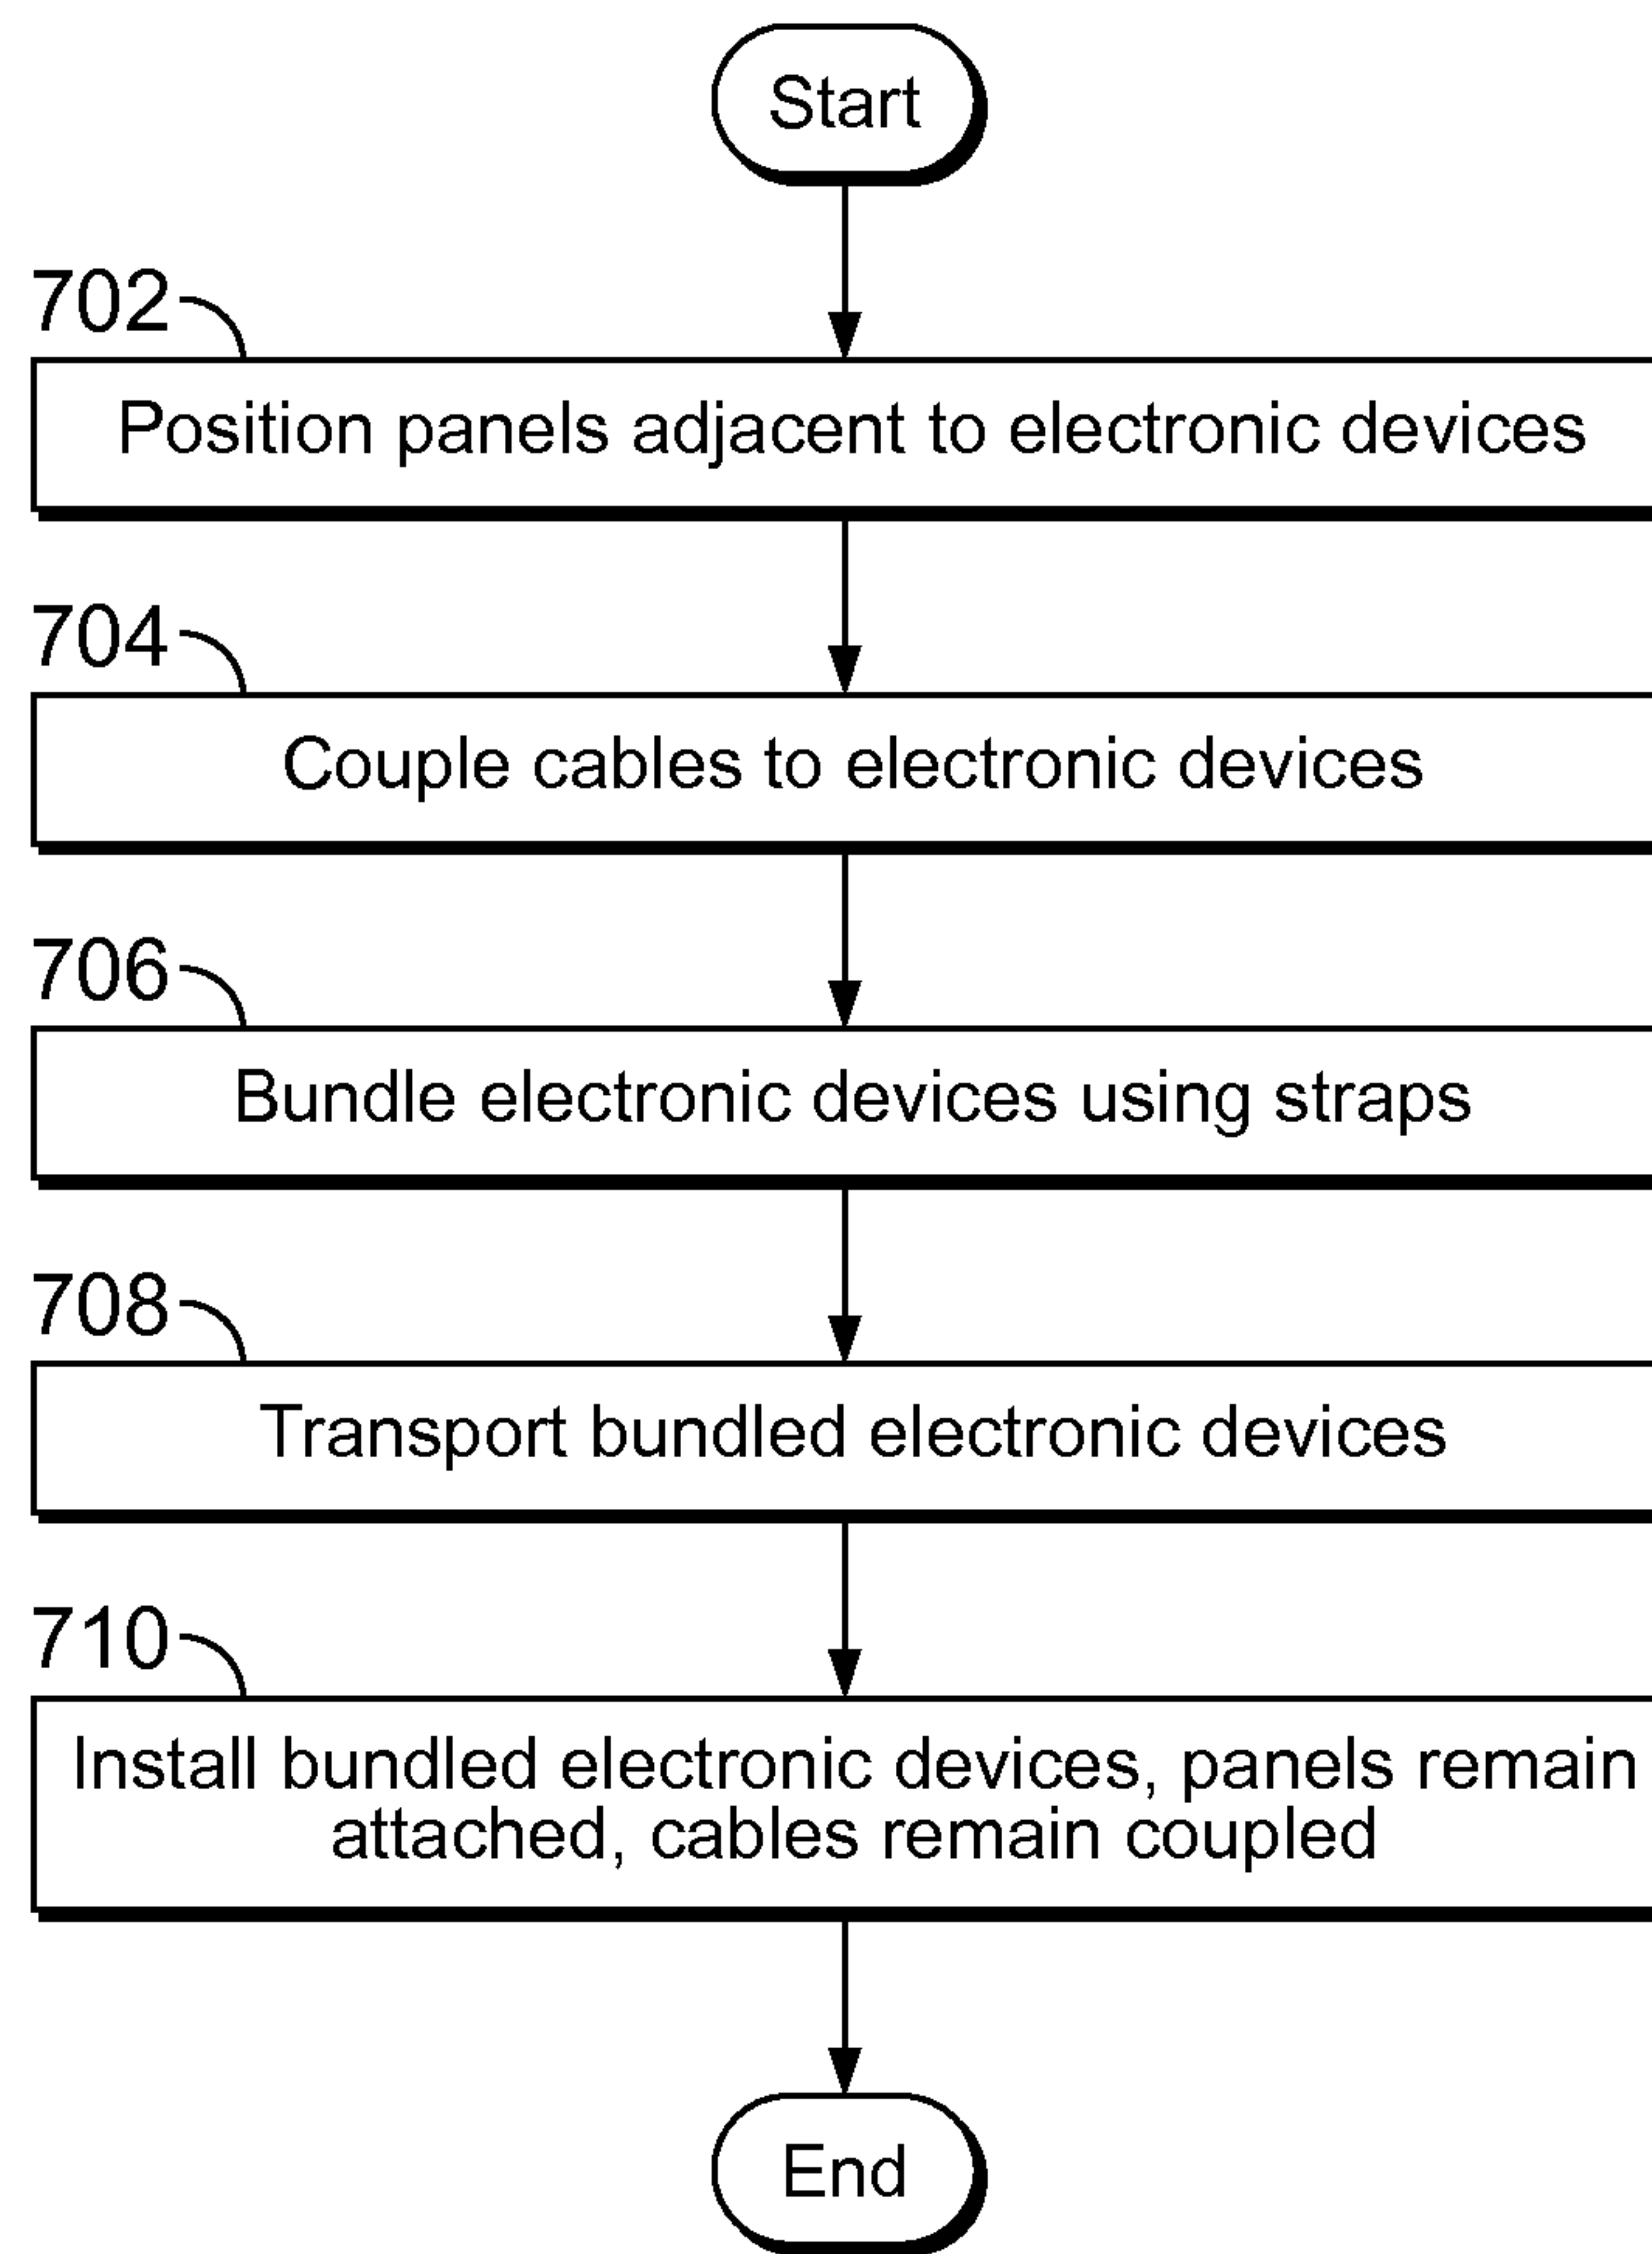 Start
702
Position panels adjacent to electronic devices
704
Couple cables to electronic devices
706
Bundle electronic devices using straps
708
Transport bundled electronic devices
710
Install bundled electronic devices, panels remain
attached, cables remain coupled
End